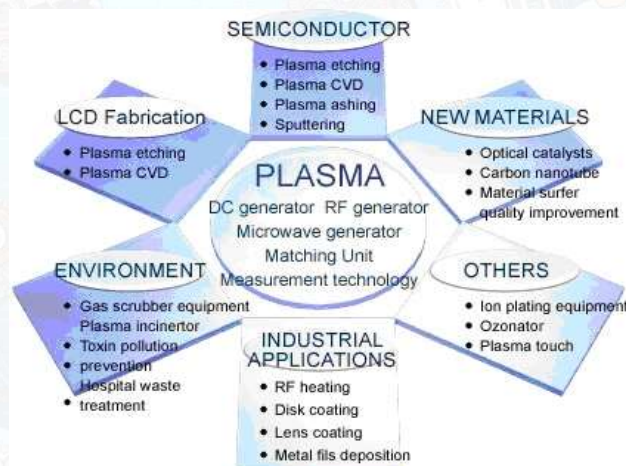 SEMICONDUCTOR
• Plasma etching
• Plasma CVD
• Plasma ashing
• Sputtering
LCD Fabrication
• Plasma etching
• Plasma CVD
NEW MATERIALS
• Optical catalysts
• Carbon nanotube
• Material surfer
quality improvement
PLASMA
DC generator RF generator
Microwave generator
Matching Unit
Measurement technology
ENVIRONMENT
• Gas scrubber equipment
Plasma incinertor
• Toxin pollution
• prevention
Hospital waste
• treatment
OTHERS
• Ion plating equipment
• Ozonator
• Plasma touch
INDUSTRIAL
APPLICATIONS
• RF heating
• Disk coating
• Lens coating
• Metal fils deposition